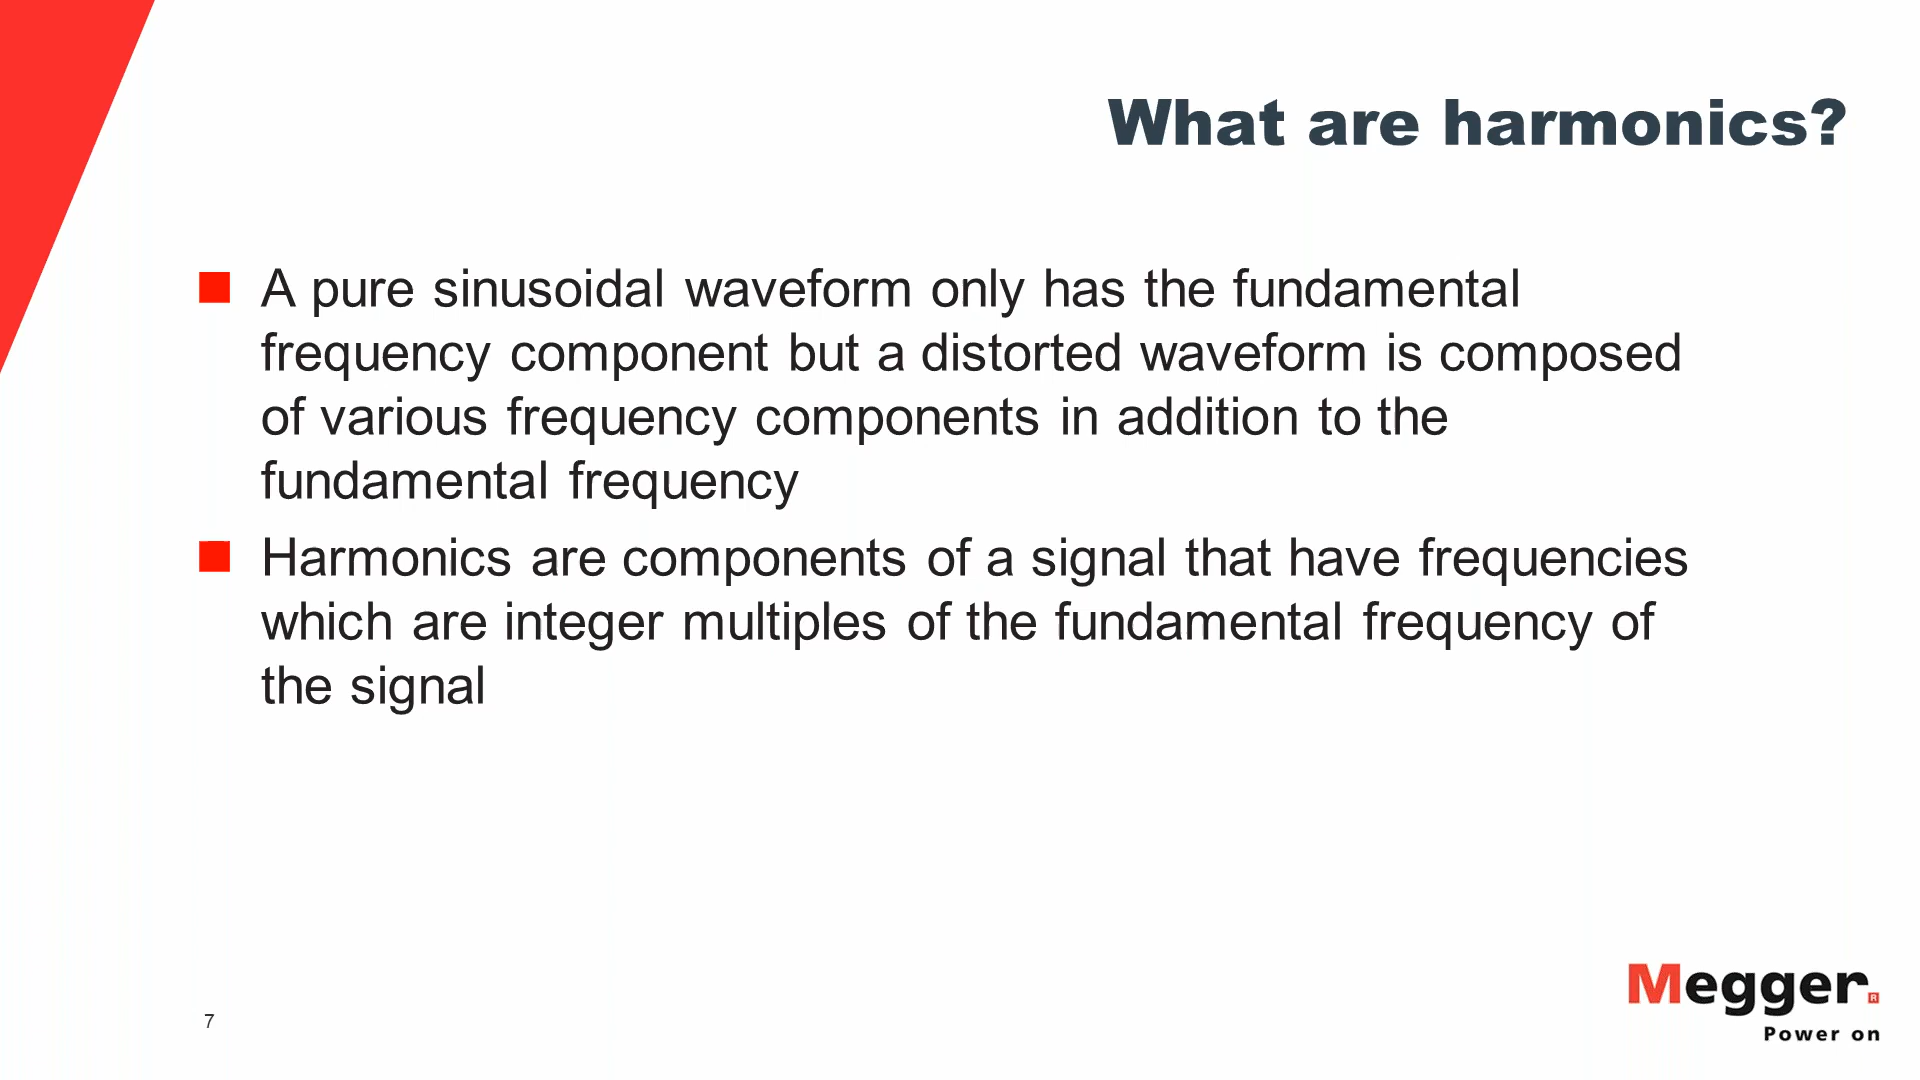 What are harmonics?
A pure sinusoidal waveform only has the fundamental
frequency component but a distorted waveform is composed
of various frequency components in addition to the
fundamental frequency
Harmonics are components of a signal that have frequencies
which are integer multiples of the fundamental frequency of
the signal
Megger.®
Power on
7